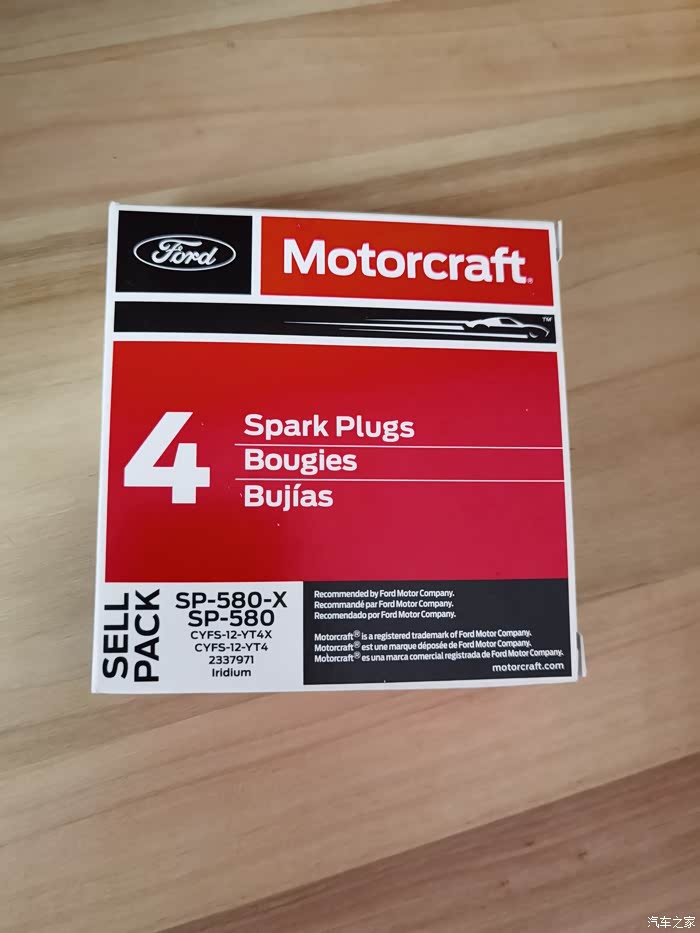 Ford
Motorcraft®
TM
4
Spark Plugs
Bougies
Bujías
SELL
PACK
SP-580-X
SP-580
CYFS-12-YT4X
CYFS-12-YT4
2337971
Iridium
Recommended by Ford Motor Company.
Recommandé par Ford Motor Company.
Recomendado por Ford Motor Company.
Motorcraft® is a registered trademark of Ford Motor Company.
Motorcraft® est une marque déposée de Ford Motor Company.
Motorcraft® es una marca comercial registrada de Ford Motor Company.
motorcraft.com
汽车之家